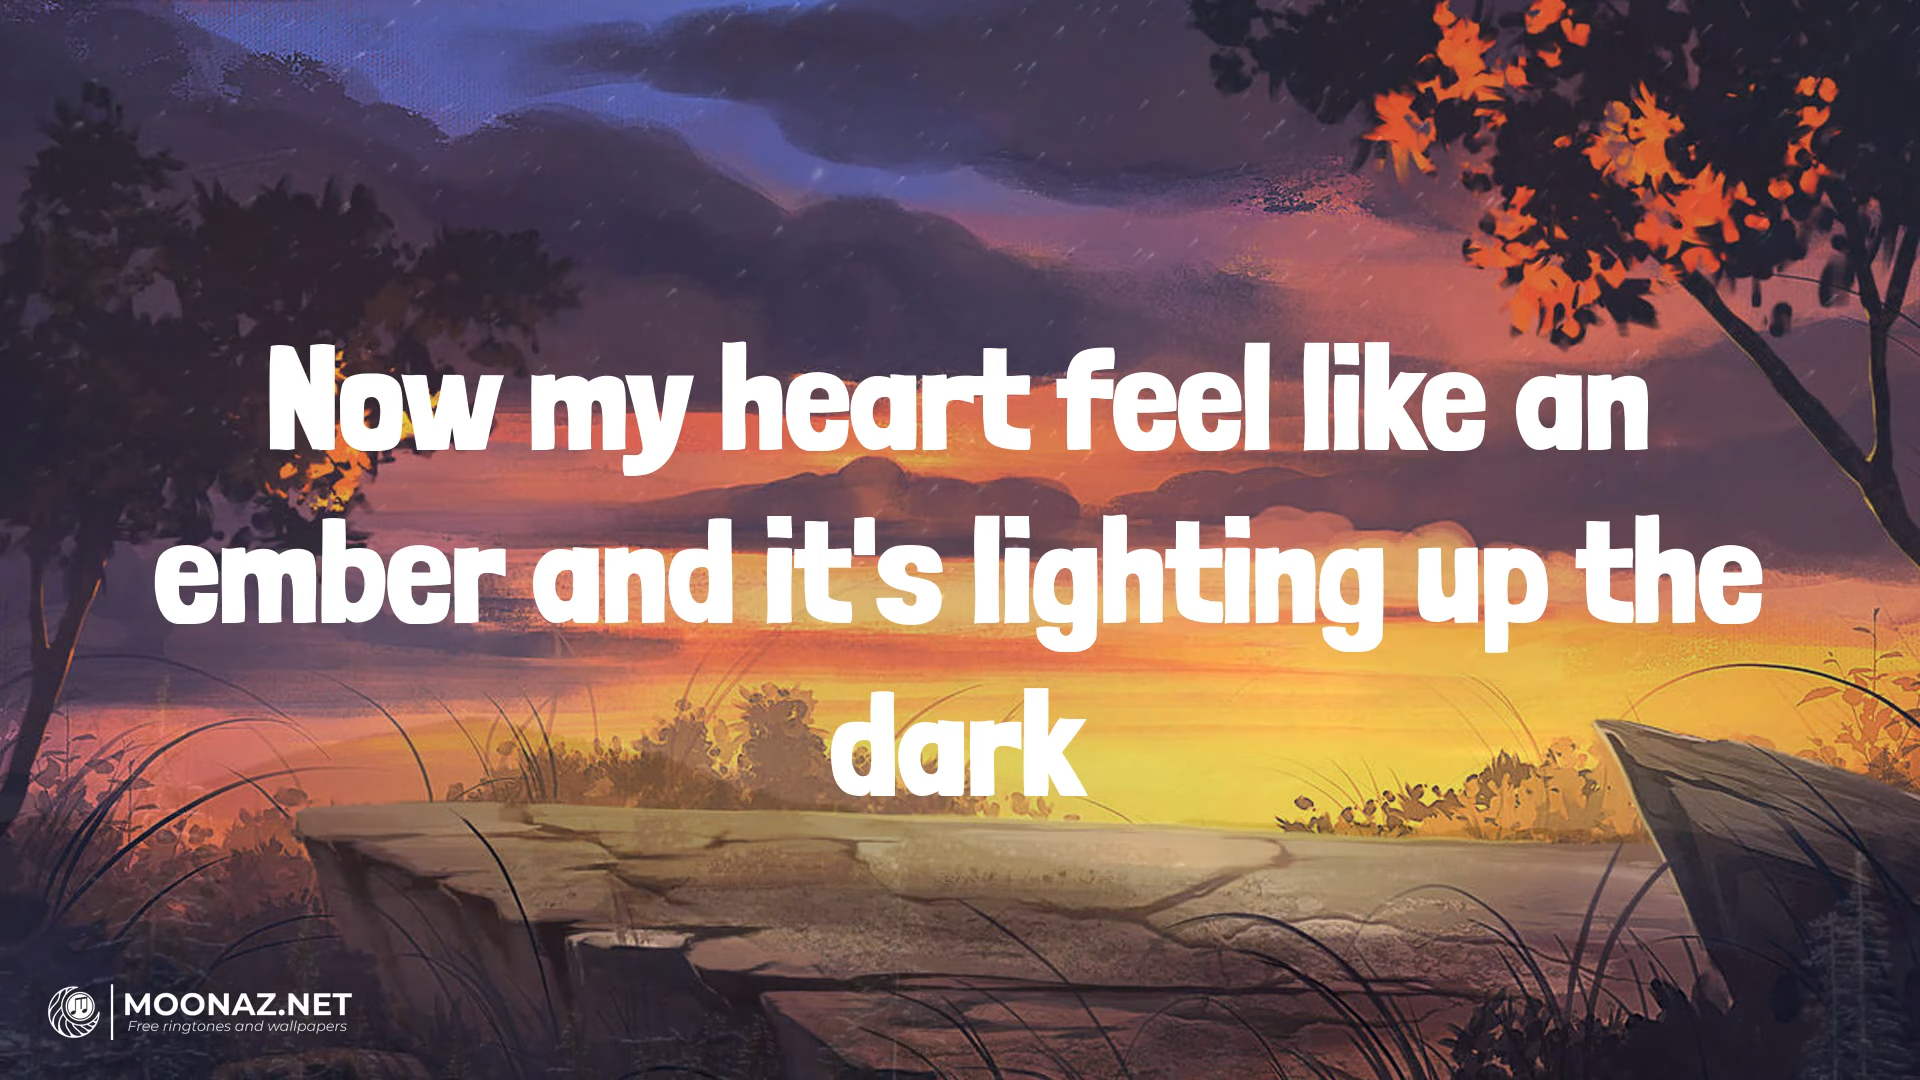 Now my heart feel like an
ember and it's lighting up the
dark
MOONAZ.NET
Free ringtones and wallpapers